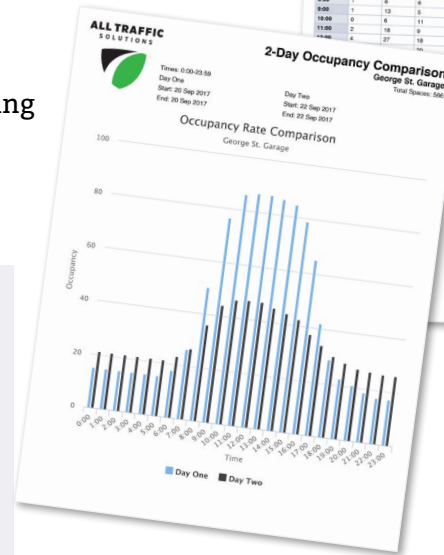 ing
9:00 1 13 5
10:00 0 6 11
11:00 2 18 9
ALL TRAFFIC
SOLUTIONS
2-Day Occupancy Comparison
George St. Garage
Times: 0:00-23:59
Day One
Start: 20 Sep 2017
End: 20 Sep 2017
Day Two
Start: 22 Sep 2017
End: 22 Sep 2017
Occupancy Rate Comparison
George St. Garage
100
80
60
40
20
0
Occupancy
0:00 1:00 2:00 3:00 4:00 5:00 6:00 7:00 8:00 9:00 10:00 11:00 12:00 13:00 14:00 15:00 16:00 17:00 18:00 19:00 20:00 21:00 22:00 23:00
Time
Day One Day Two